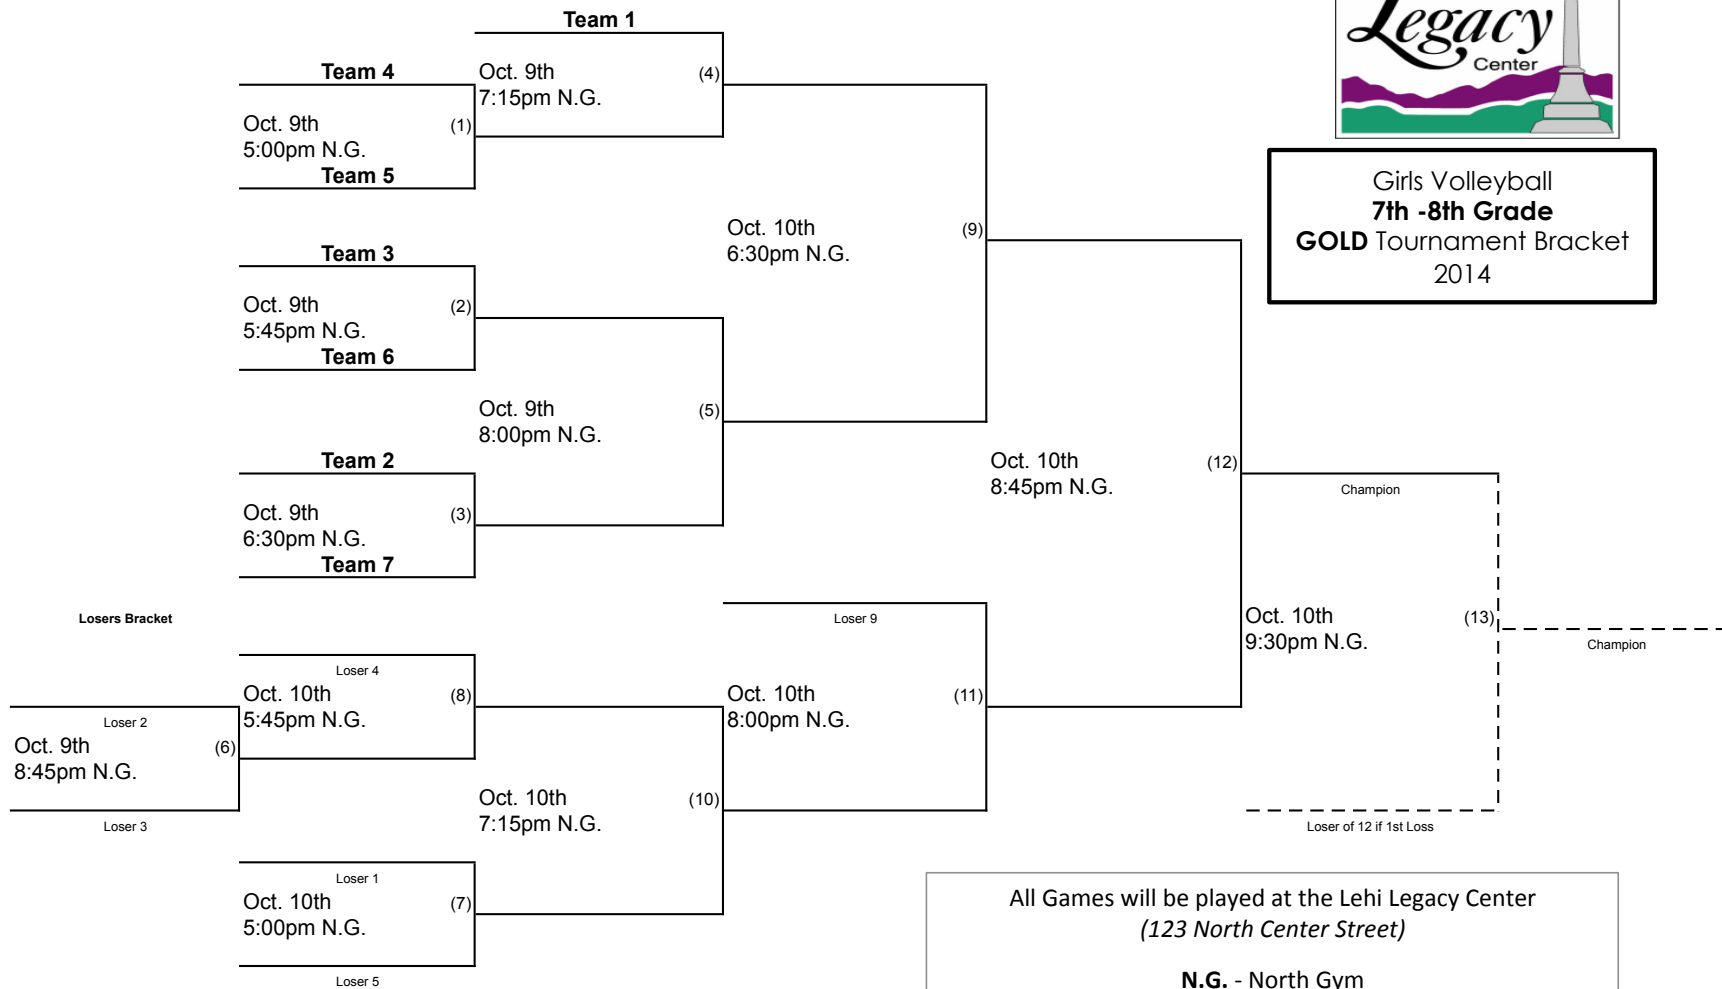 Team 1
Legacy
Center
Team 4
Oct. 9th
7:15pm N.G.
(4)
Oct. 9th
5:00pm N.G.
(1)
Team 5
Girls Volleyball
7th -8th Grade
GOLD Tournament Bracket
2014
Team 3
Oct. 10th
6:30pm N.G.
(9)
Oct. 9th
5:45pm N.G.
(2)
Team 6
Oct. 9th
8:00pm N.G.
(5)
Team 2
Oct. 10th
8:45pm N.G.
(12)
Champion
Oct. 9th
6:30pm N.G.
(3)
Team 7
Losers Bracket
Loser 9
Oct. 10th
9:30pm N.G.
(13)
Champion
Loser 4
Oct. 10th
5:45pm N.G.
(8)
Oct. 10th
8:00pm N.G.
(11)
Loser 2
Oct. 9th
8:45pm N.G.
(6)
Loser 3
Oct. 10th
7:15pm N.G.
(10)
Loser of 12 if 1st Loss
Loser 1
Oct. 10th
5:00pm N.G.
(7)
Loser 5
All Games will be played at the Lehi Legacy Center
(123 North Center Street)
N.G. - North Gym